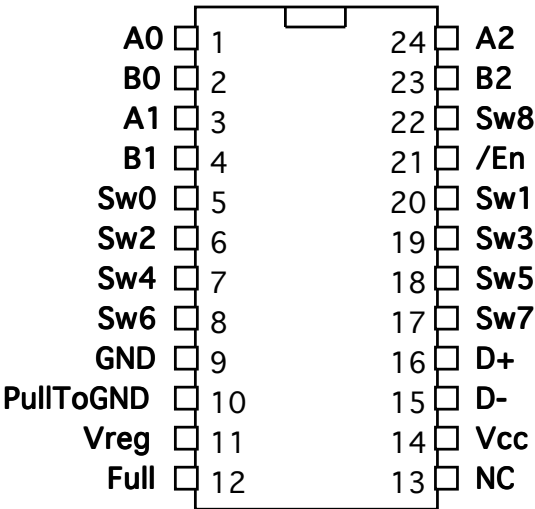 A0 1 24 A2
B0 2 23 B2
A1 3 22 Sw8
B1 4 21 /En
Sw0 5 20 Sw1
Sw2 6 19 Sw3
Sw4 7 18 Sw5
Sw6 8 17 Sw7
GND 9 16 D+
PullToGND 10 15 D-
Vreg 11 14 Vcc
Full 12 13 NC